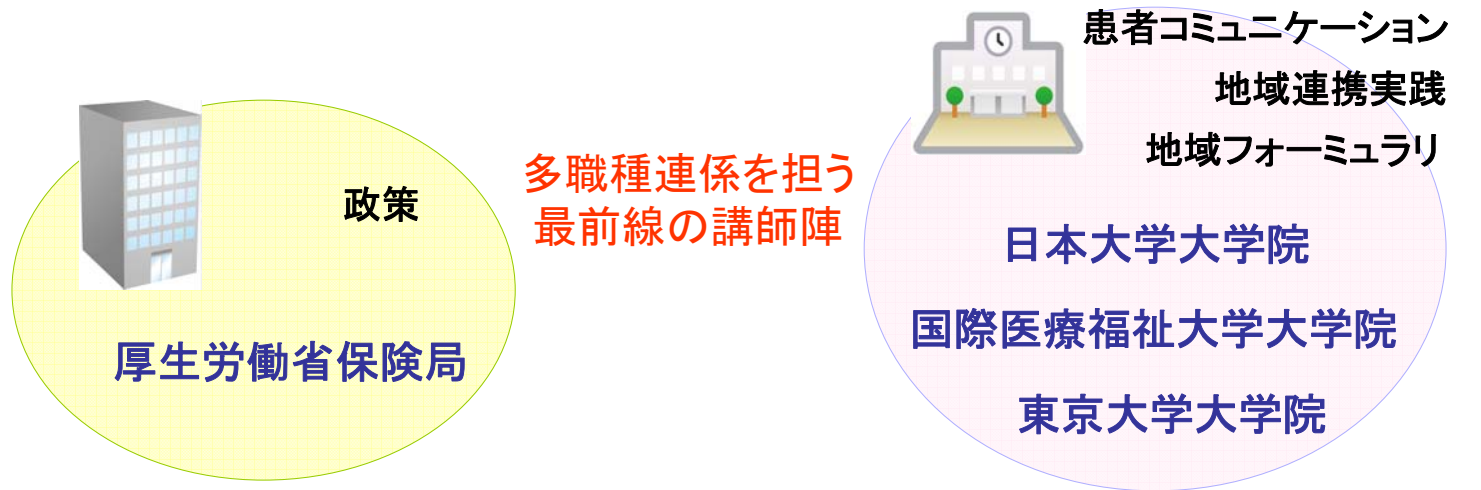 政策
厚生労働省保険局
多職種連係を担う
最前線の講師陣
患者コミュニケーション
地域連携実践
地域フォーミュラリ
日本大学大学院
国際医療福祉大学大学院
東京大学大学院